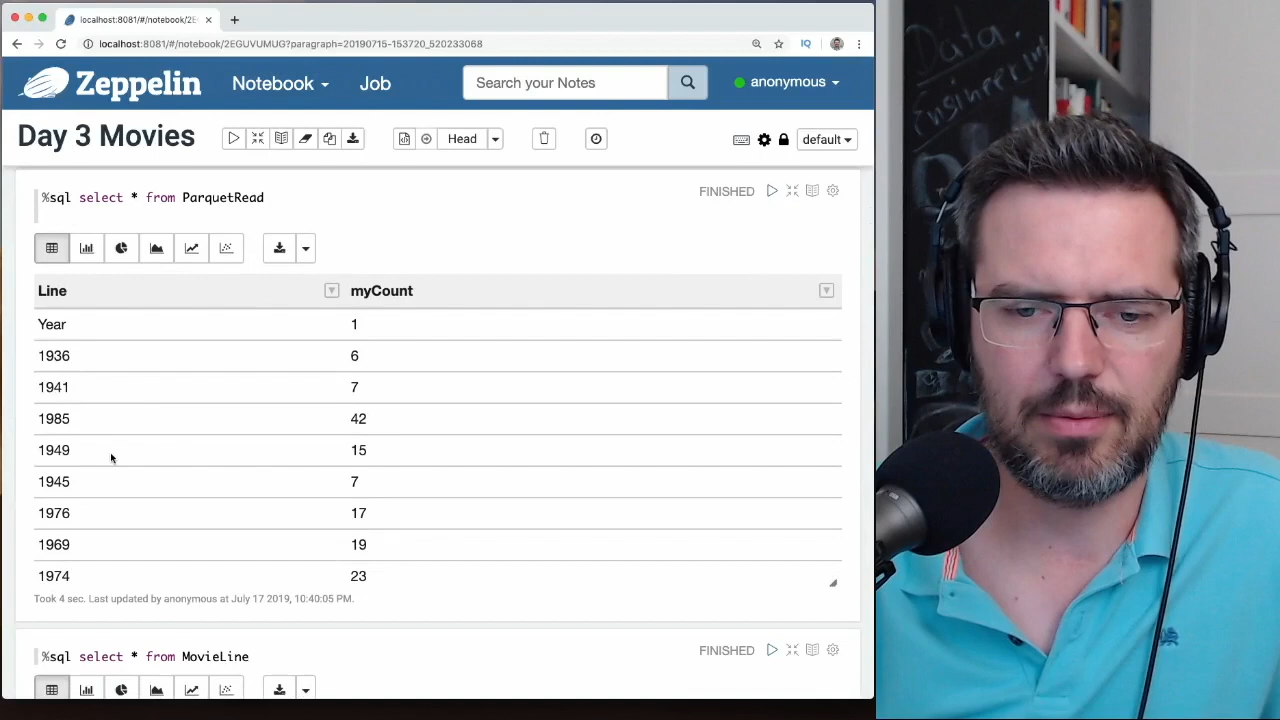 localhost:8081/#/notebook/2E
localhost:8081/#/notebook/2EGUVUMUG?paragraph=20190715-153720_520233068
IQ
Zeppelin
Notebook
Job
Search your Notes
anonymous
Day 3 Movies
Head
default
%sql select * from ParquetRead
FINISHED
Line myCount
Year 1
1936 6
1941 7
1985 42
1949 15
1945 7
1976 17
1969 19
1974 23
Took 4 sec. Last updated by anonymous at July 17 2019, 10:40:05 PM.
%sql select * from MovieLine
FINISHED
Data
Engineering